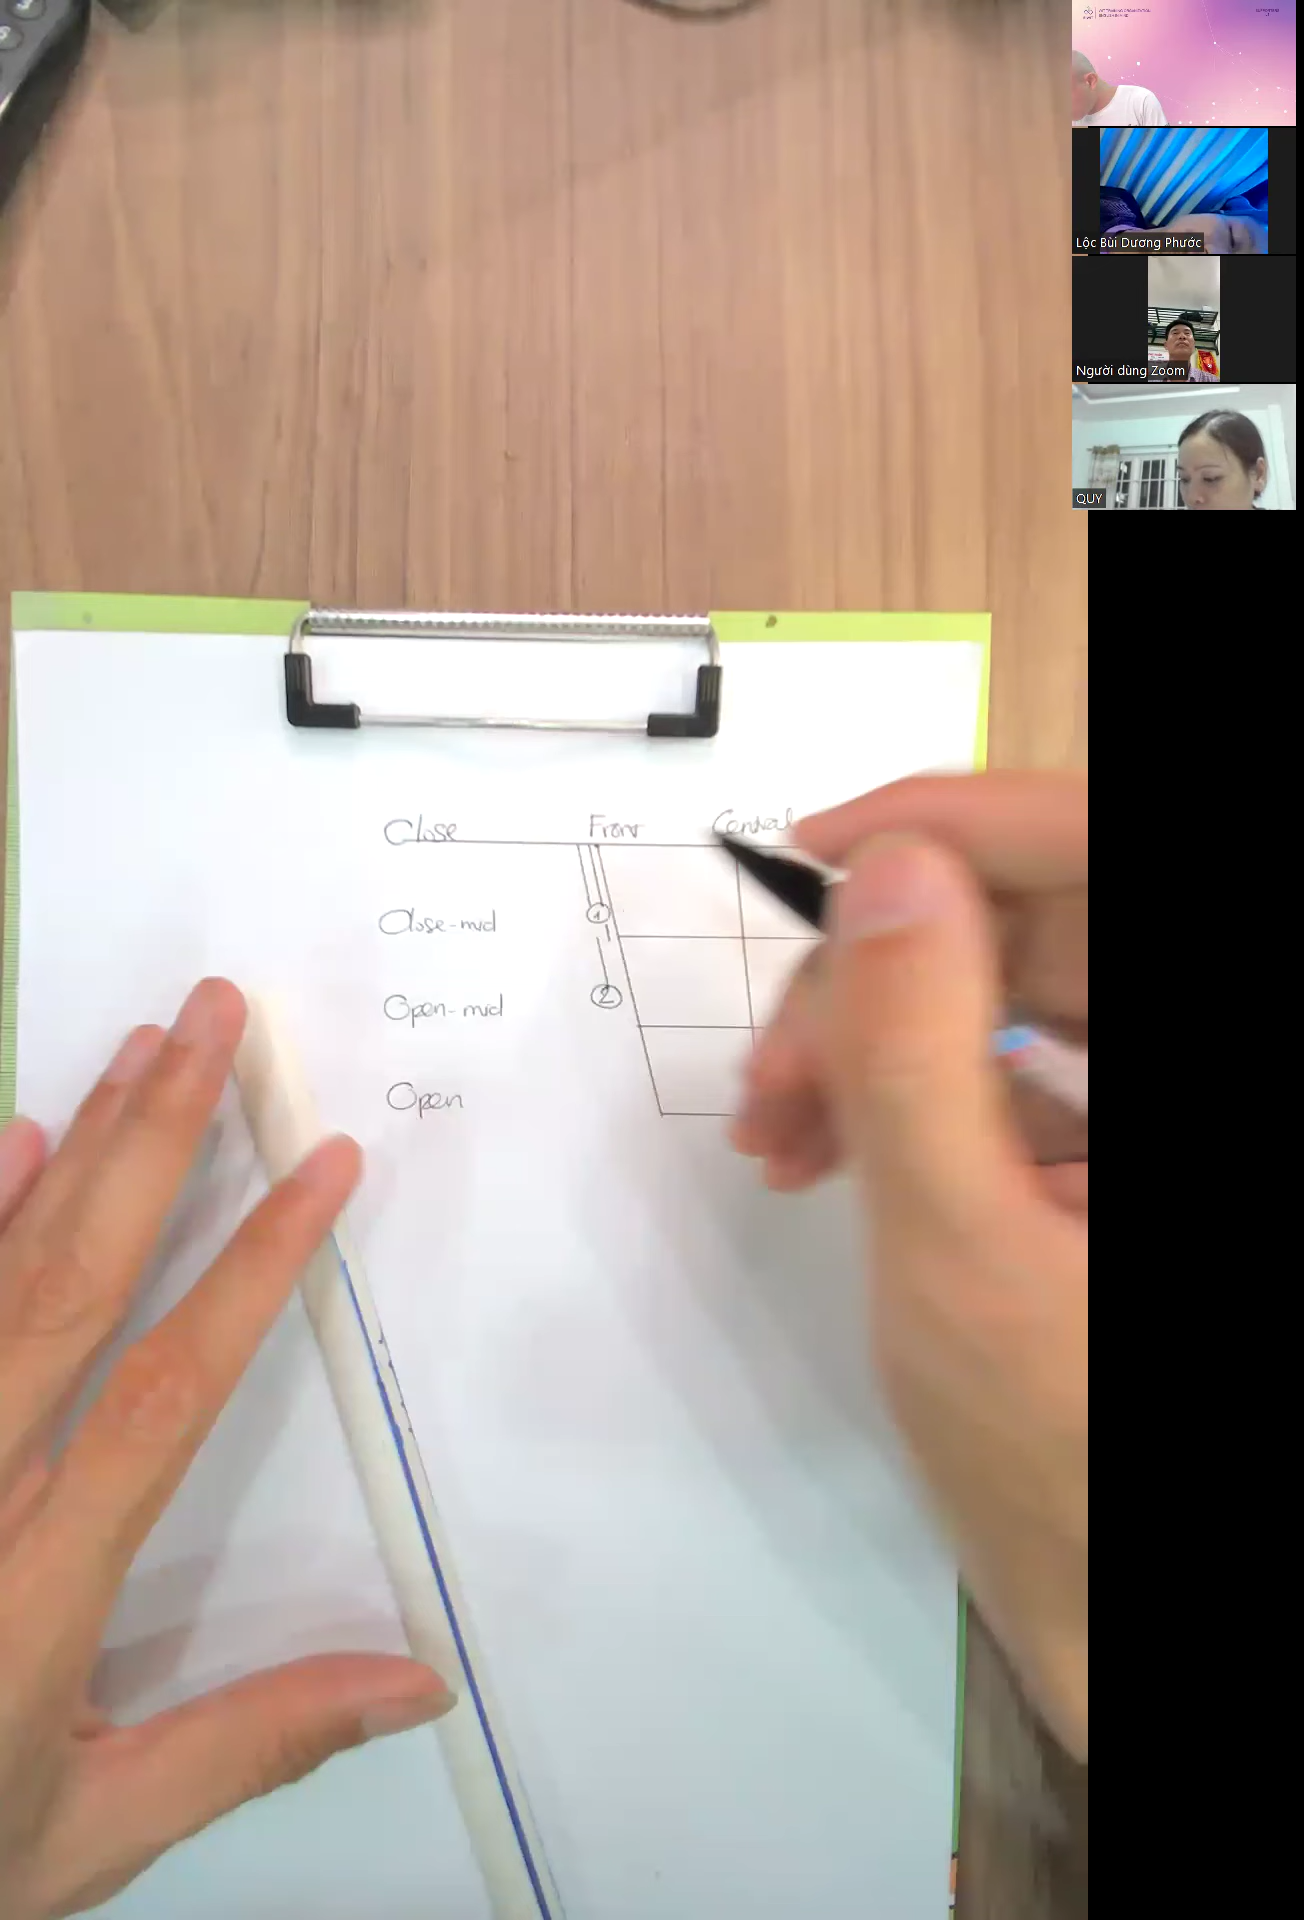 Lộc Bùi Dương Phước
Người dùng Zoom
QUY
Close Front Central
Close-mid
1
Open-mid
2
Open